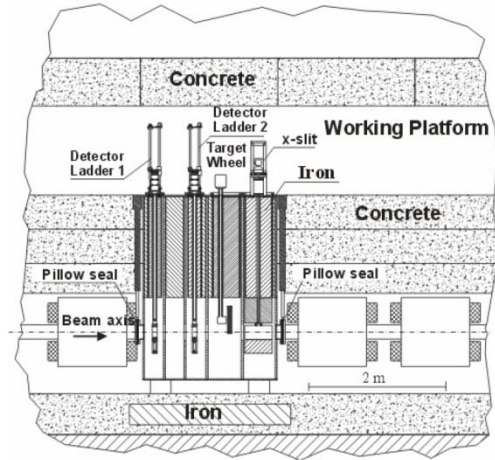 Concrete
Detector
Ladder 2
Detector
Ladder 1
Target
Wheel
x-slit
Working Platform
Iron
Concrete
Pillow seal
Pillow seal
Beam axis
2 m
Iron